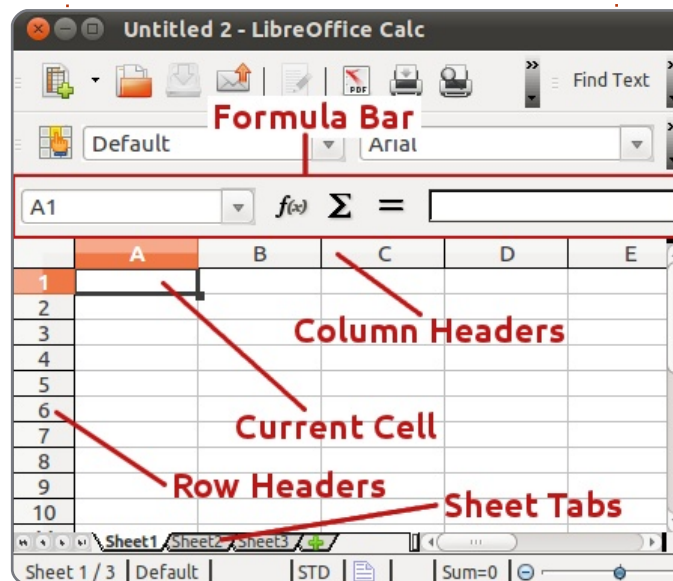 Untitled 2 - LibreOffice Calc
PDF
Find Text
Formula Bar
Default
Arial
A1
f(x) Σ =
A B C D E
1
2
3
Column Headers
4
5
6
Current Cell
7
8
Row Headers
9
Sheet Tabs
10
Sheet1 Sheet2 Sheet3
Sheet 1 / 3 Default STD Sum=0